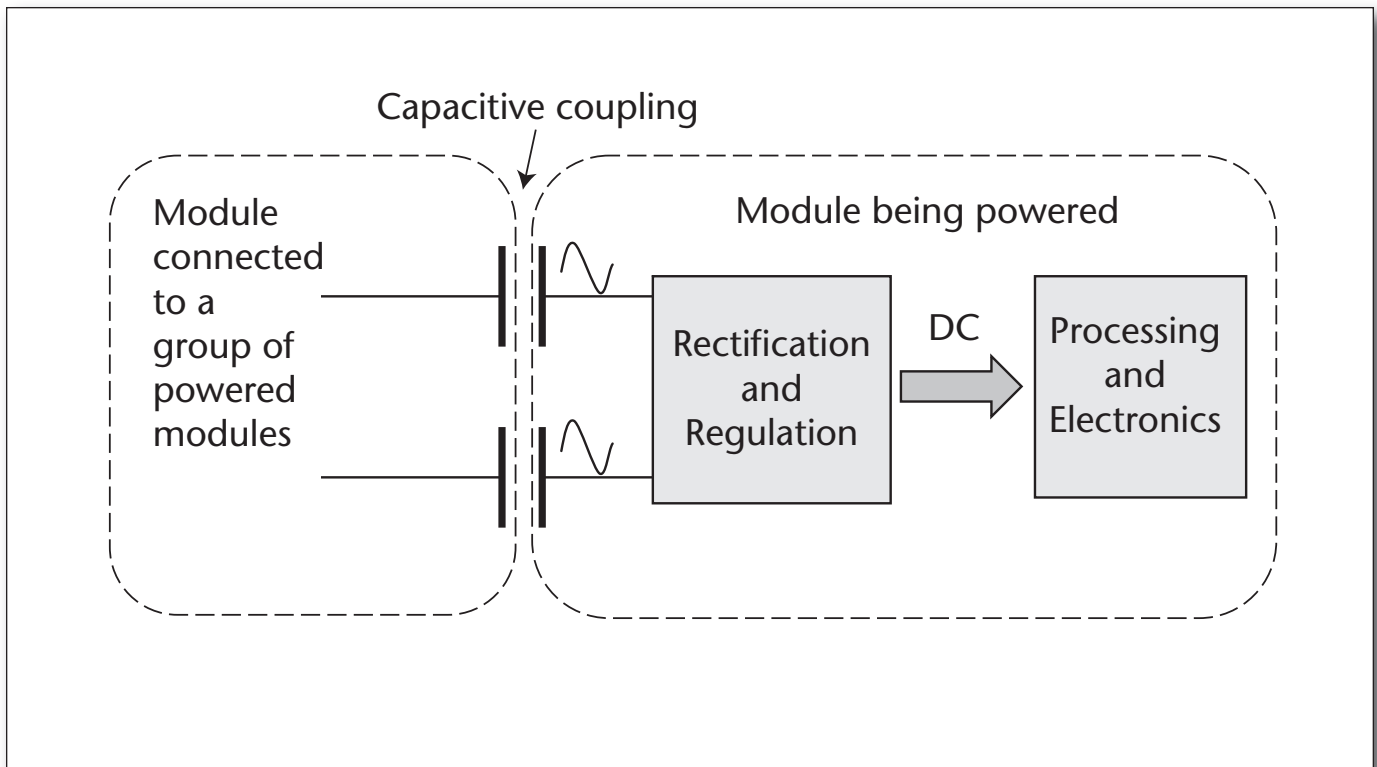 Capacitive coupling
Module
connected
to a
group of
powered
modules
Module being powered
Rectification
and
Regulation
DC
Processing
and
Electronics